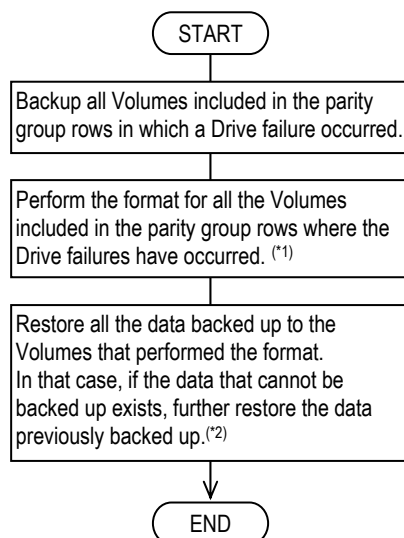 START
Backup all Volumes included in the parity
group rows in which a Drive failure occurred.
Perform the format for all the Volumes
included in the parity group rows where the
Drive failures have occurred. (*1)
Restore all the data backed up to the
Volumes that performed the format.
In that case, if the data that cannot be
backed up exists, further restore the data
previously backed up.(*2)
END